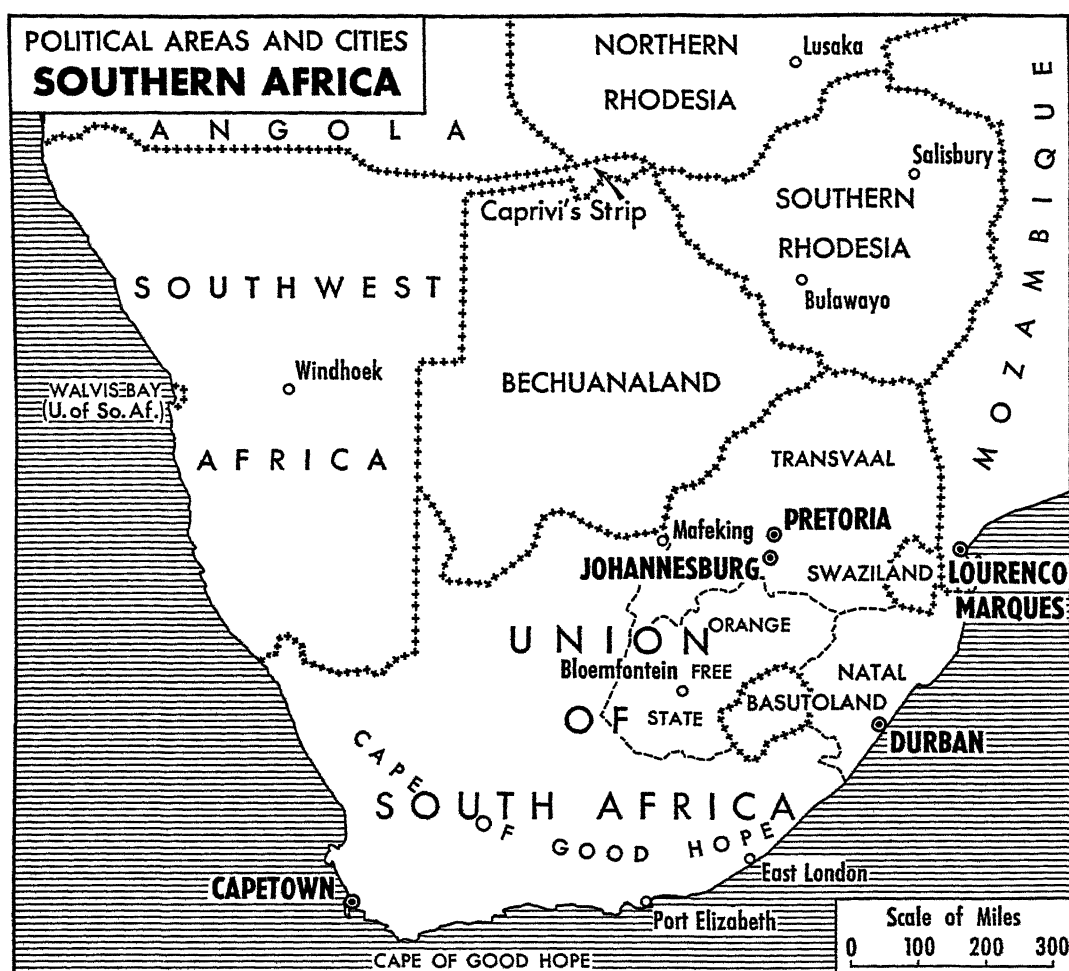 POLITICAL AREAS AND CITIES
SOUTHERN AFRICA
NORTHERN
RHODESIA
Lusaka
ANGOLA
MOZAMBIQUE
Salisbury
Caprivi's Strip
SOUTHERN
RHODESIA
Bulawayo
SOUTHWEST
AFRICA
Windhoek
WALVIS BAY
(U. of So. Af.)
BECHUANALAND
TRANSVAAL
Mafeking
PRETORIA
JOHANNESBURG
SWAZILAND
LOURENCO
MARQUES
UNION
OF
SOUTH AFRICA
ORANGE
FREE
STATE
Bloemfontein
NATAL
BASUTOLAND
DURBAN
CAPE OF GOOD HOPE
East London
CAPETOWN
Port Elizabeth
CAPE OF GOOD HOPE
Scale of Miles
0 100 200 300